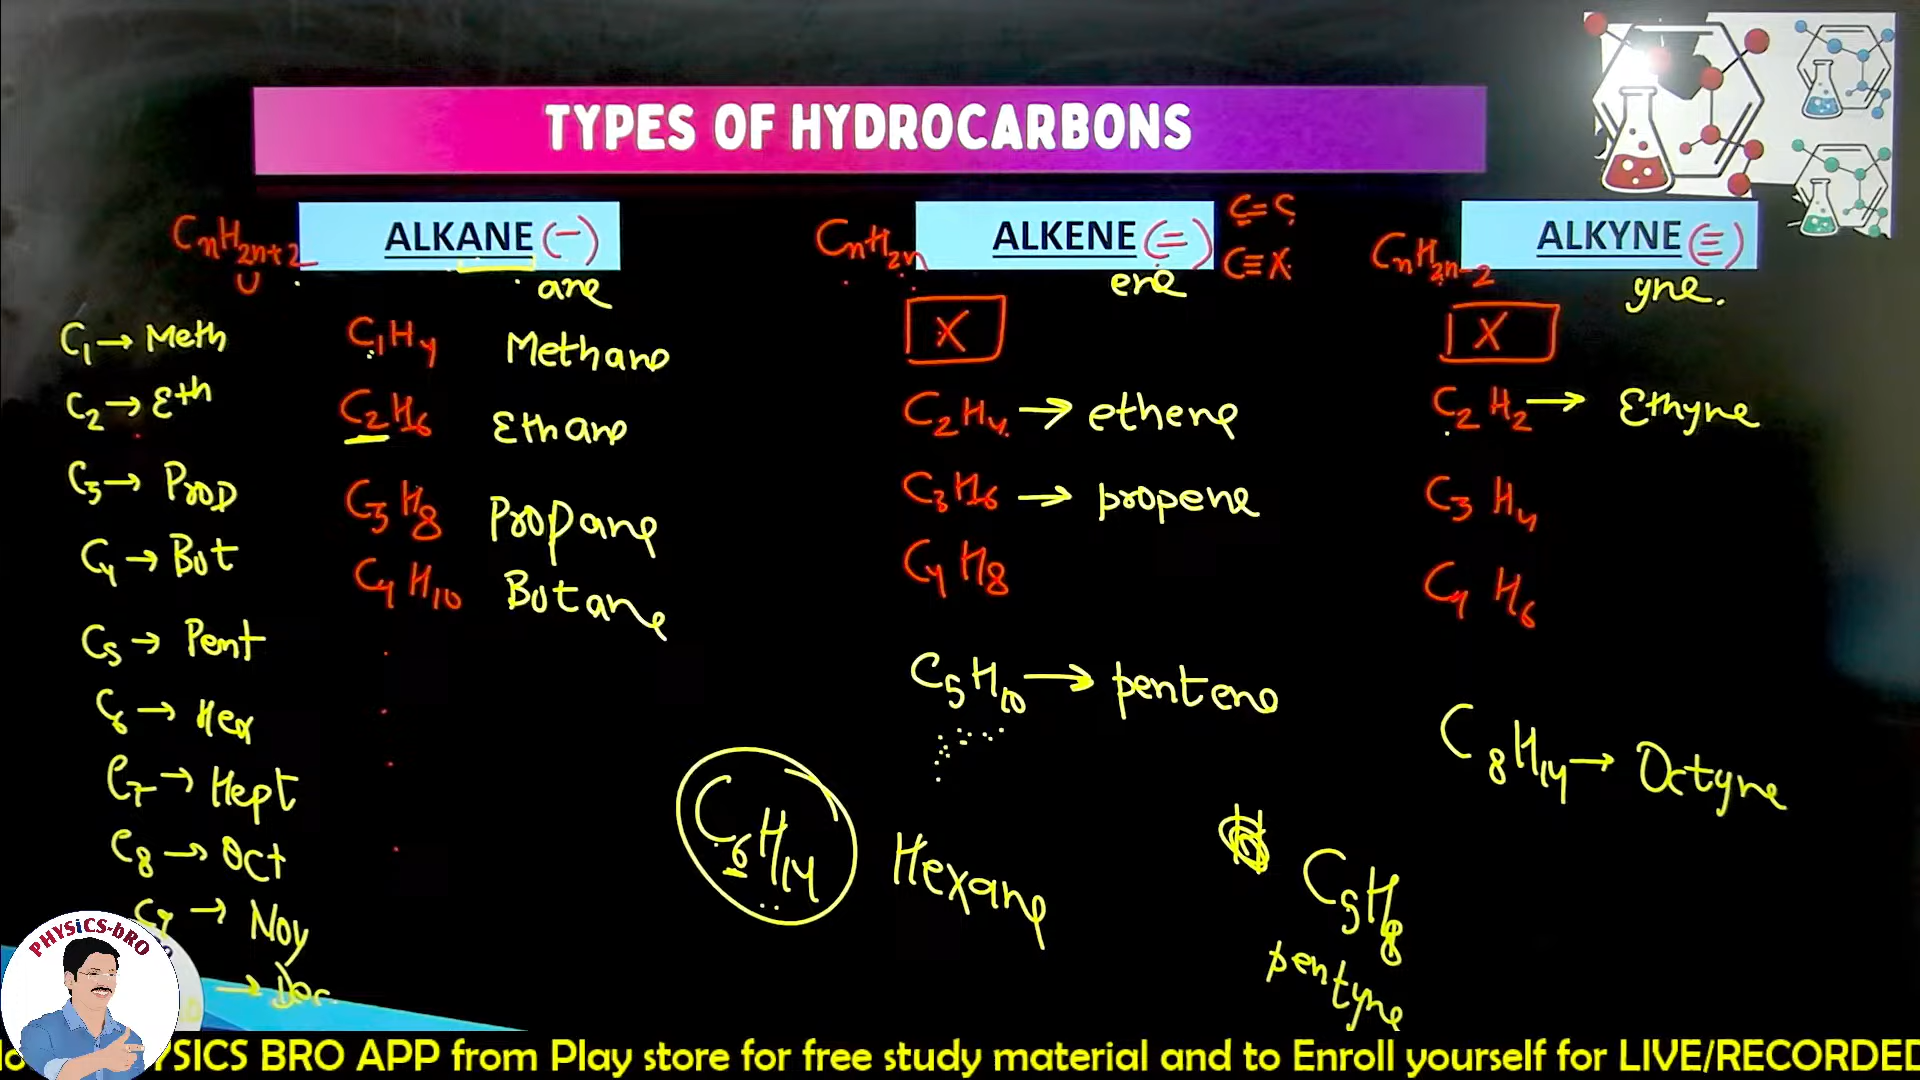 TYPES OF HYDROCARBONS
CnH2n+2 ALKANE (-)
ane
CnH2n ALKENE (=)
ene
C=C
C≡X
CnH2n-2 ALKYNE (≡)
yne.
C1 → Meth C1H4 Methane X X
C2 → Eth C2H6 Ethane C2H4 → ethene C2H2 → Ethyne
C3 → Prop C3H8 Propane C3H6 → propene C3H4
C4 → But C4H10 Butane C4H8 C4H6
C5 → Pent C5H10 → pentene
C6 → Hex
C8H14 → Octyne
C7 → Hept
C6H14 Hexane
C8 → Oct
C5H8
pentyne
→ Nov
→ Dec
PHYSiCS-bRO
YSICS BRO APP from Play store for free study material and to Enroll yourself for LIVE/RECORDED